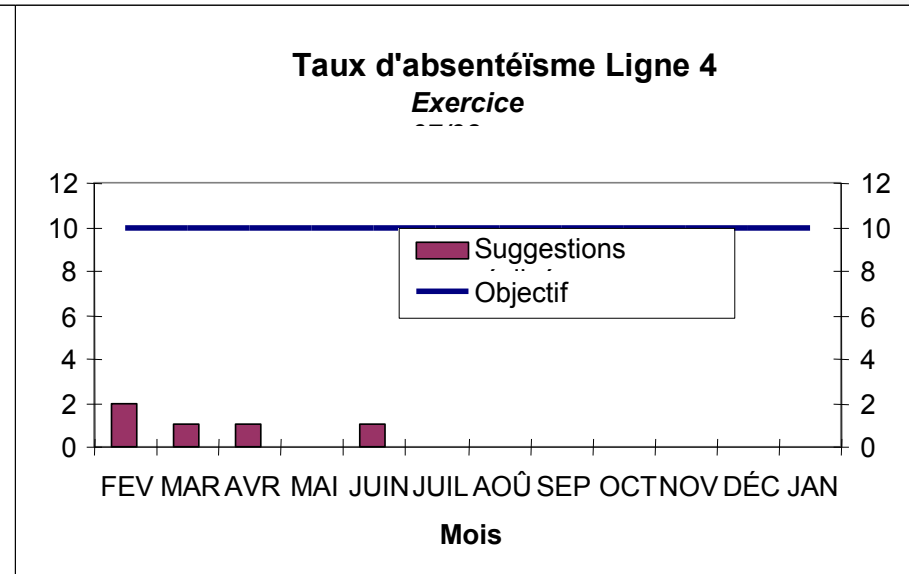 Taux d'absentéïsme Ligne 4
Exercice
12 12
10 10
Suggestions
8 8
Objectif
6 6
4 4
2 2
0 0
FEV MAR AVR MAI JUIN JUIL AOÛ SEP OCT NOV DÉC JAN
Mois